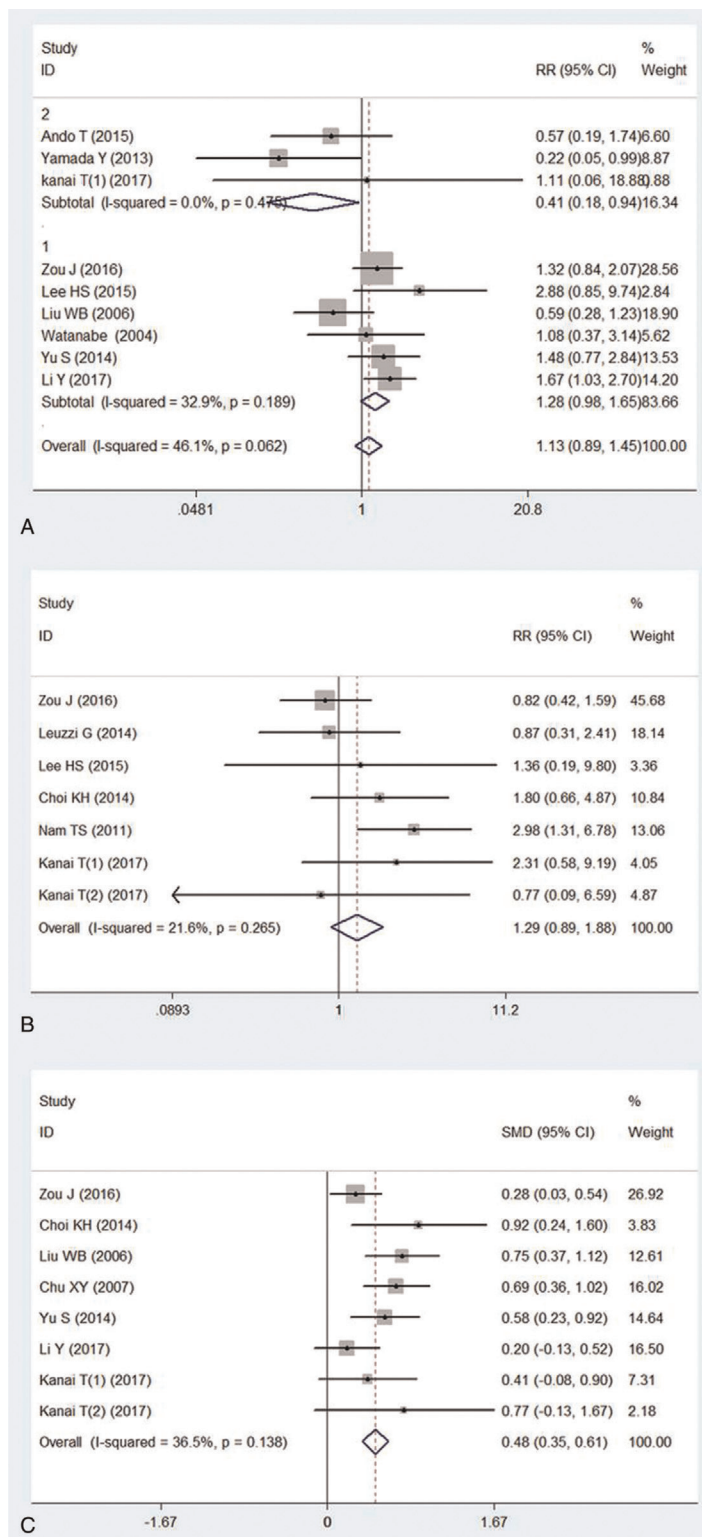 Study %
ID RR (95% CI) Weight
2
Ando T (2015) 0.57 (0.19, 1.74)6.60
Yamada Y (2013) 0.22 (0.05, 0.99)8.87
kanai T(1) (2017) 1.11 (0.06, 18.88)0.88
Subtotal (I-squared = 0.0%, p = 0.475) 0.41 (0.18, 0.94)16.34
.
1
Zou J (2016) 1.32 (0.84, 2.07)28.56
Lee HS (2015) 2.88 (0.85, 9.74)2.84
Liu WB (2006) 0.59 (0.28, 1.23)18.90
Watanabe (2004) 1.08 (0.37, 3.14)5.62
Yu S (2014) 1.48 (0.77, 2.84)13.53
Li Y (2017) 1.67 (1.03, 2.70)14.20
Subtotal (I-squared = 32.9%, p = 0.189) 1.28 (0.98, 1.65)83.66
.
Overall (I-squared = 46.1%, p = 0.062) 1.13 (0.89, 1.45)100.00
.0481 1 20.8
A
Study %
ID RR (95% CI) Weight
Zou J (2016) 0.82 (0.42, 1.59) 45.68
Leuzzi G (2014) 0.87 (0.31, 2.41) 18.14
Lee HS (2015) 1.36 (0.19, 9.80) 3.36
Choi KH (2014) 1.80 (0.66, 4.87) 10.84
Nam TS (2011) 2.98 (1.31, 6.78) 13.06
Kanai T(1) (2017) 2.31 (0.58, 9.19) 4.05
Kanai T(2) (2017) 0.77 (0.09, 6.59) 4.87
Overall (I-squared = 21.6%, p = 0.265) 1.29 (0.89, 1.88) 100.00
.0893 1 11.2
B
Study %
ID SMD (95% CI) Weight
Zou J (2016) 0.28 (0.03, 0.54) 26.92
Choi KH (2014) 0.92 (0.24, 1.60) 3.83
Liu WB (2006) 0.75 (0.37, 1.12) 12.61
Chu XY (2007) 0.69 (0.36, 1.02) 16.02
Yu S (2014) 0.58 (0.23, 0.92) 14.64
Li Y (2017) 0.20 (-0.13, 0.52) 16.50
Kanai T(1) (2017) 0.41 (-0.08, 0.90) 7.31
Kanai T(2) (2017) 0.77 (-0.13, 1.67) 2.18
Overall (I-squared = 36.5%, p = 0.138) 0.48 (0.35, 0.61) 100.00
-1.67 0 1.67
C